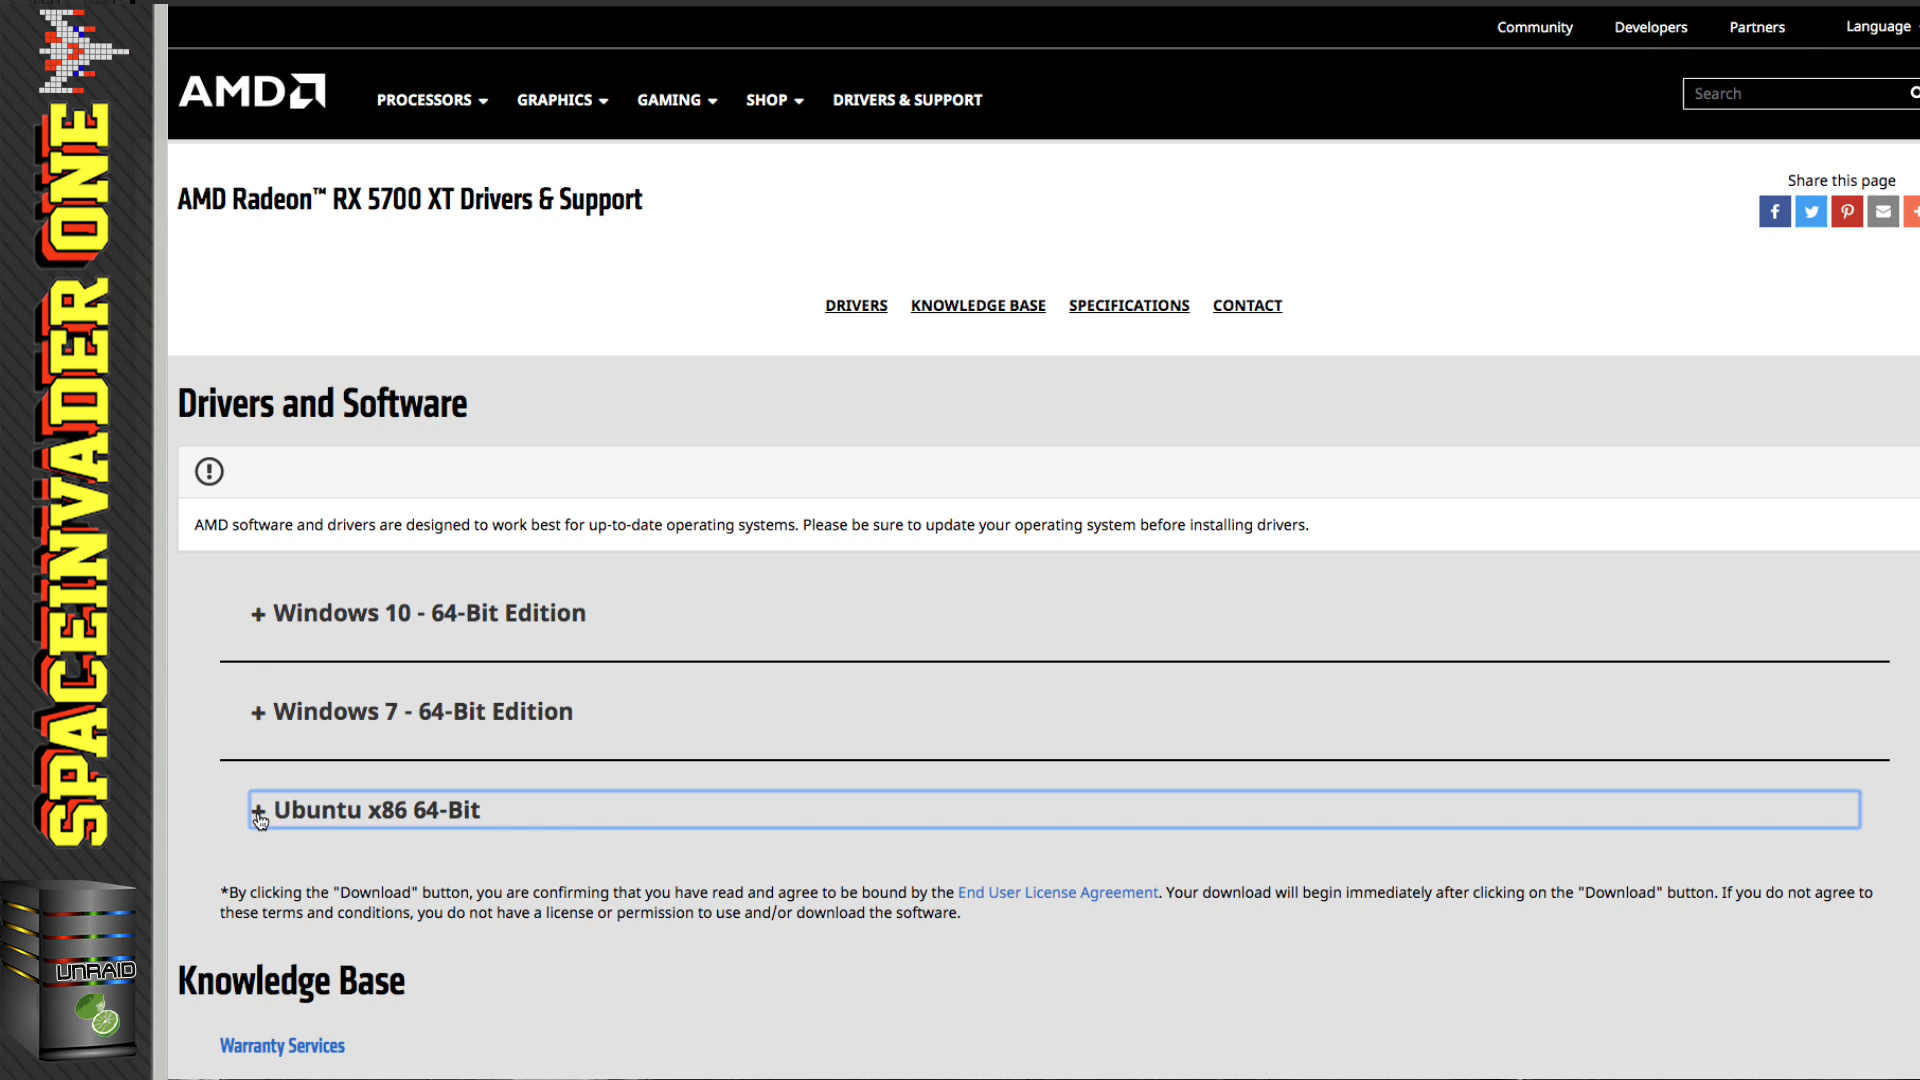 SPACEINVADER ONE
UNRAID
Community Developers Partners Language
AMD
PROCESSORS GRAPHICS GAMING SHOP DRIVERS & SUPPORT
Search
AMD Radeon™ RX 5700 XT Drivers & Support
Share this page
DRIVERS KNOWLEDGE BASE SPECIFICATIONS CONTACT
Drivers and Software
AMD software and drivers are designed to work best for up-to-date operating systems. Please be sure to update your operating system before installing drivers.
+ Windows 10 - 64-Bit Edition
+ Windows 7 - 64-Bit Edition
+ Ubuntu x86 64-Bit
*By clicking the "Download" button, you are confirming that you have read and agree to be bound by the End User License Agreement. Your download will begin immediately after clicking on the "Download" button. If you do not agree to
these terms and conditions, you do not have a license or permission to use and/or download the software.
Knowledge Base
Warranty Services